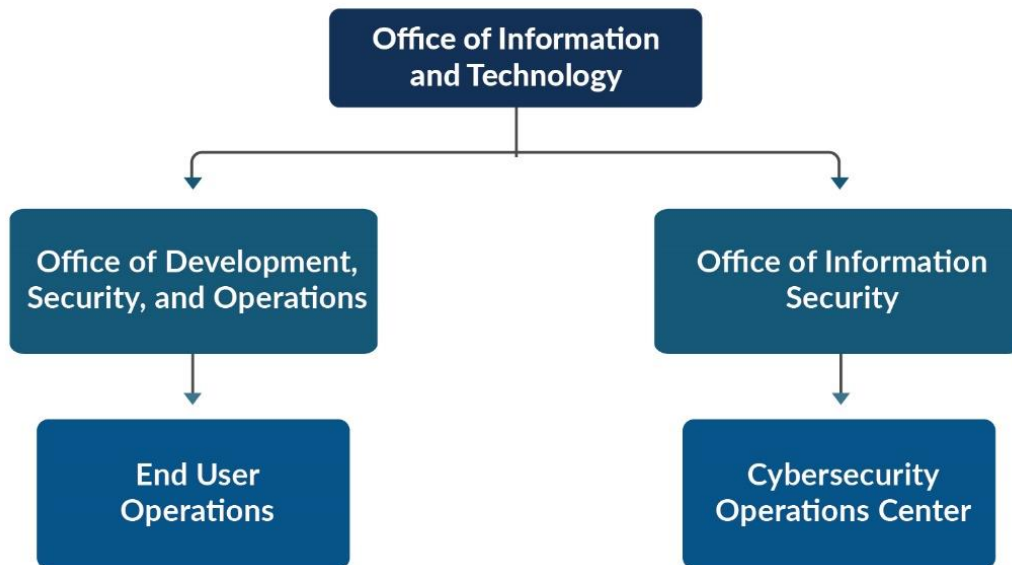 Office of Information
and Technology
Office of Development,
Security, and Operations
Office of Information
Security
End User
Operations
Cybersecurity
Operations Center